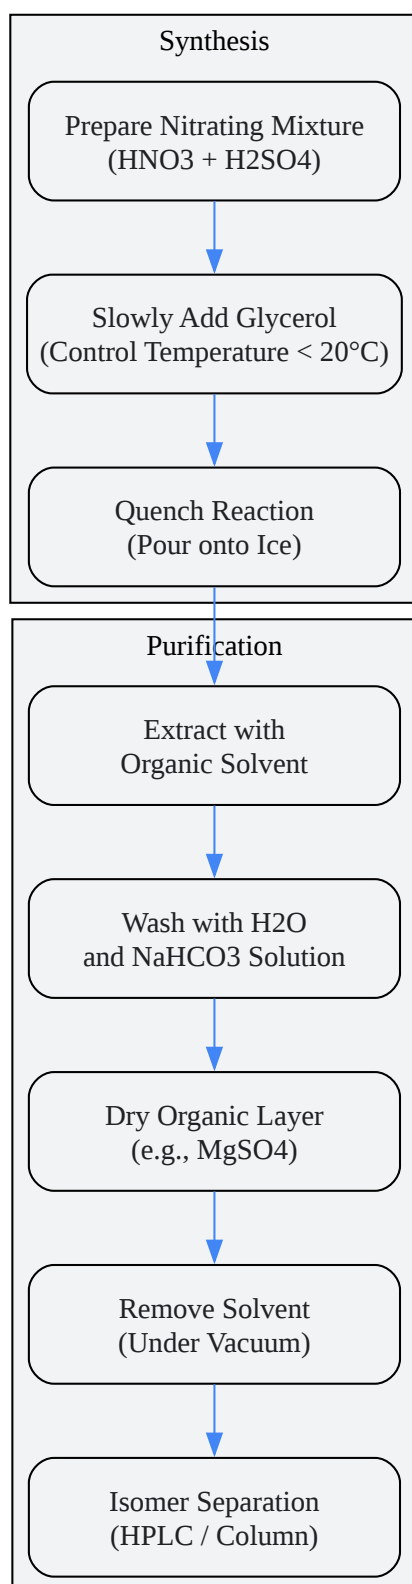 Synthesis
Prepare Nitrating Mixture
(HNO3 + H2SO4)
Slowly Add Glycerol
(Control Temperature < 20°C)
Quench Reaction
(Pour onto Ice)
Purification
Extract with
Organic Solvent
Wash with H2O
and NaHCO3 Solution
Dry Organic Layer
(e.g., MgSO4)
Remove Solvent
(Under Vacuum)
Isomer Separation
(HPLC / Column)